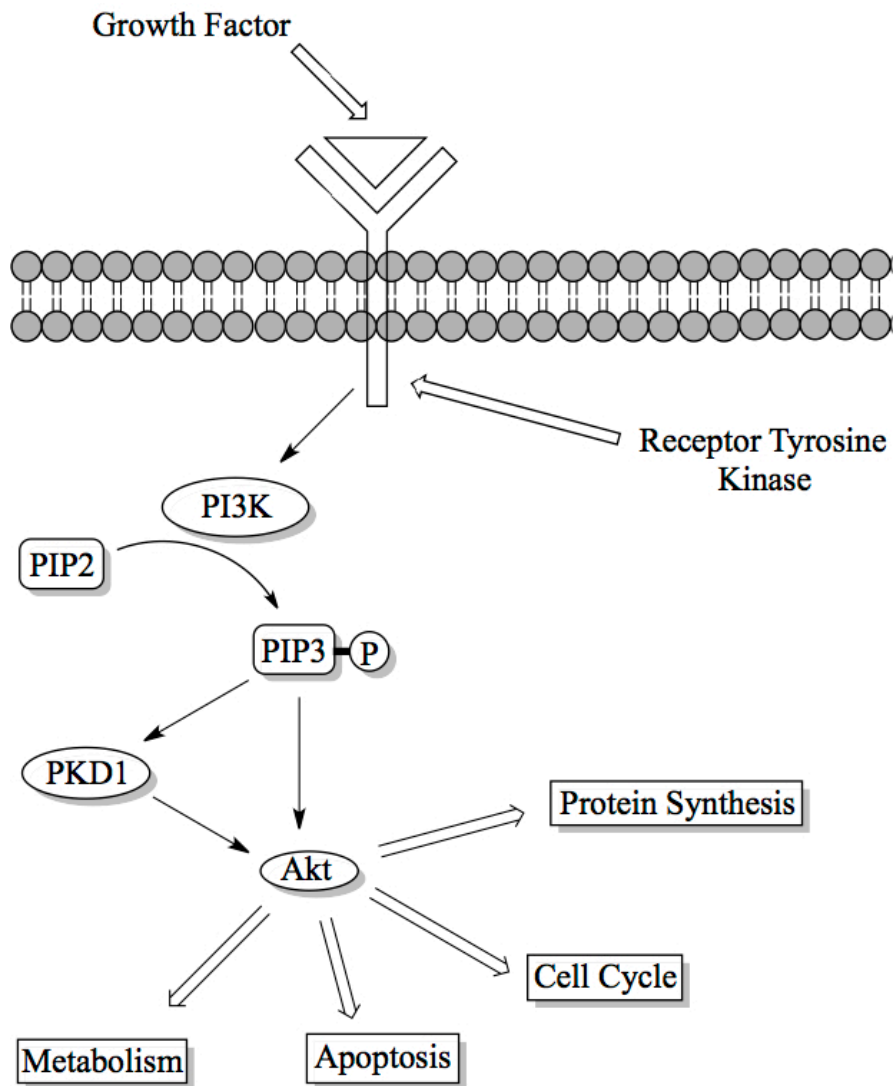 Growth Factor
Receptor Tyrosine
Kinase
PI3K
PIP2
PIP3
P
PKD1
Protein Synthesis
Akt
Cell Cycle
Metabolism
Apoptosis